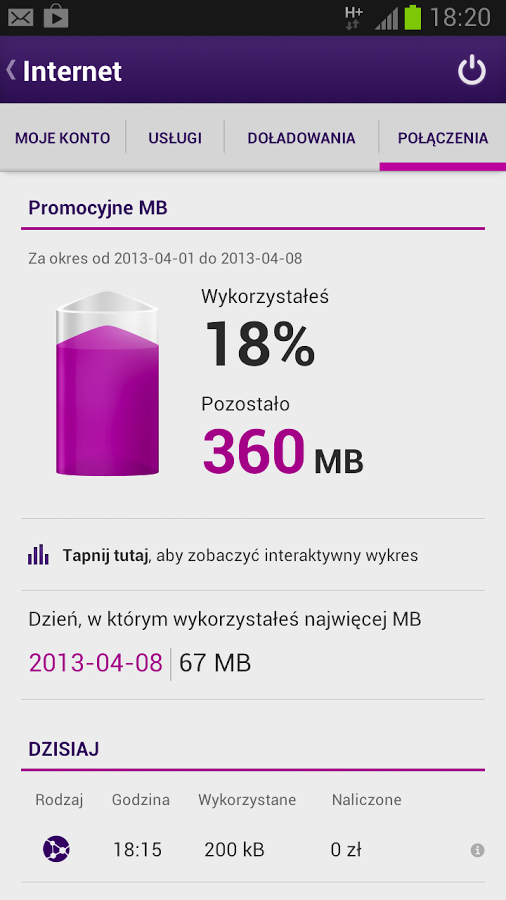 H+ 18:20
Internet
MOJE KONTO USŁUGI DOŁADOWANIA POŁĄCZENIA
Promocyjne MB
Za okres od 2013-04-01 do 2013-04-08
Wykorzystałeś
18%
Pozostało
360 MB
Tapnij tutaj, aby zobaczyć interaktywny wykres
Dzień, w którym wykorzystałeś najwięcej MB
2013-04-08 67 MB
DZISIAJ
Rodzaj Godzina Wykorzystane Naliczone
18:15 200 kB 0 zł